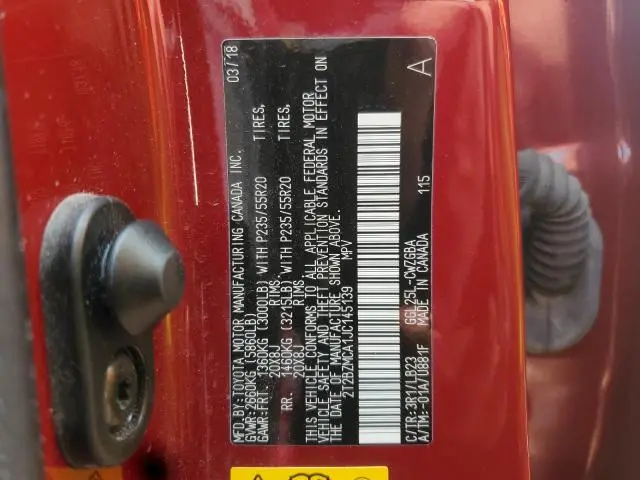 MFD.BY:TOYOTA MOTOR MANUFACTURING CANADA INC. 03/18
GVWR:2660KG (5860LB)
GAWR:FRT. 1360KG (3000LB) WITH P235/55R20 TIRES,
20X8J RIMS
RR. 1460KG (3215LB) WITH P235/55R20 TIRES,
20X8J RIMS
THIS VEHICLE CONFORMS TO ALL APPLICABLE FEDERAL MOTOR
VEHICLE SAFETY AND THEFT PREVENTION STANDARDS IN EFFECT ON
THE DATE OF MANUFACTURE SHOWN ABOVE.
2T2BZMCA1JC145139 MPV
A
C/TR:3R1/LB23 GGL25L-CWZGBA
A/TM:-01A/U881F MADE IN CANADA 115